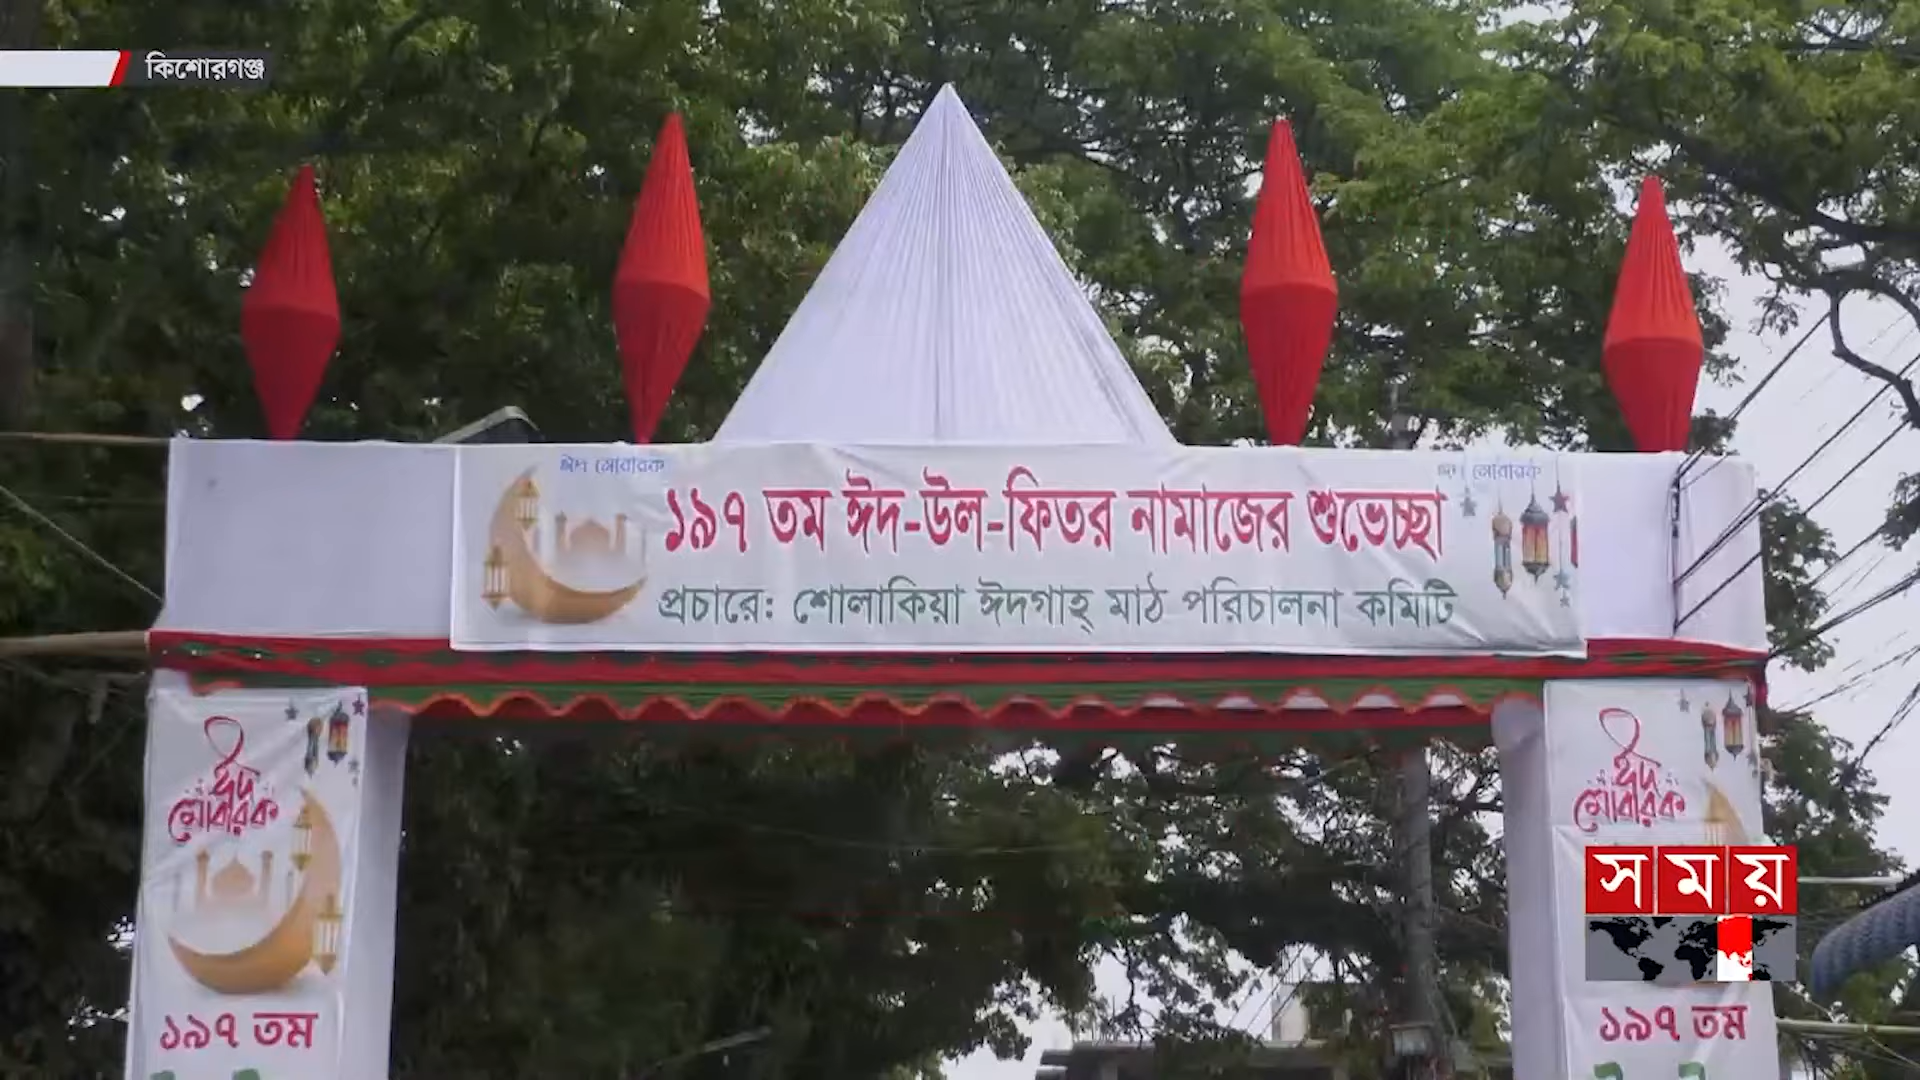 কিশোরগঞ্জ
ঈদ মোবারক
ঈদ মোবারক
১৯৭ তম ঈদ-উল-ফিতর নামাজের শুভেচ্ছা
প্রচারে: শোলাকিয়া ঈদগাহ্ মাঠ পরিচালনা কমিটি
ঈদ
মোবারক
১৯৭ তম
ঈদ
মোবারক
সময়
১৯৭ তম